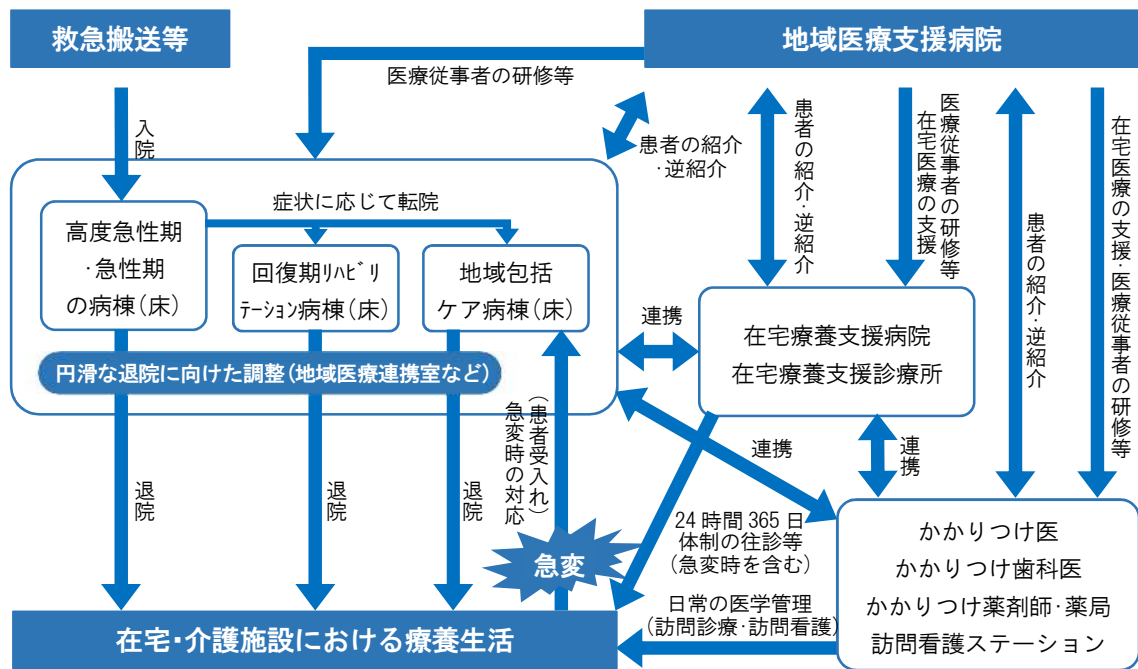 救急搬送等
地域医療支援病院
医療従事者の研修等
入院
患者の紹介
・逆紹介
患者の紹介・逆紹介
医療従事者の研修等
在宅医療の支援
患者の紹介・逆紹介
在宅医療の支援・医療従事者の研修等
症状に応じて転院
高度急性期
・急性期
の病棟(床)
回復期ﾘﾊﾋﾞﾘ
ﾃｰｼｮﾝ病棟(床)
地域包括
ケア病棟(床)
連携
在宅療養支援病院
在宅療養支援診療所
円滑な退院に向けた調整(地域医療連携室など)
急変時の対応
(患者受入れ)
連携
連携
退院
退院
退院
急変
24時間365日
体制の往診等
(急変時を含む)
かかりつけ医
かかりつけ歯科医
かかりつけ薬剤師・薬局
訪問看護ステーション
日常の医学管理
(訪問診療・訪問看護)
在宅・介護施設における療養生活